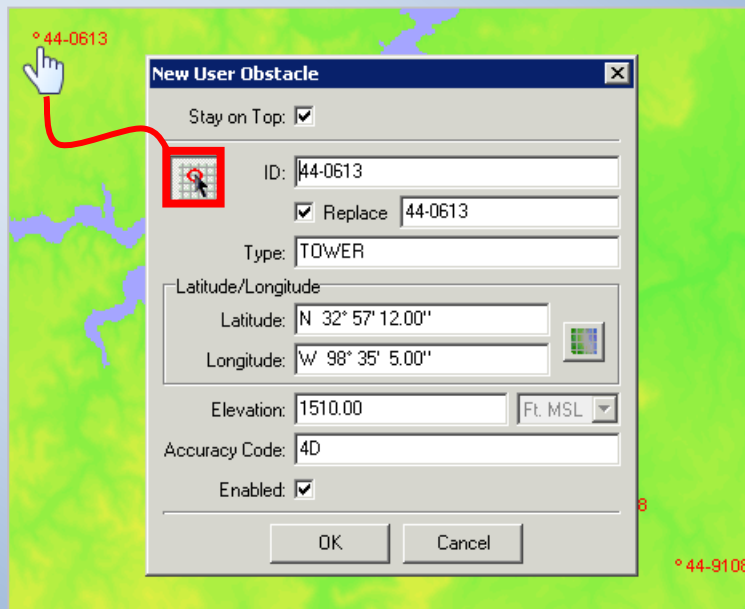 44-0613
New User Obstacle
Stay on Top:
ID: 44-0613
Replace 44-0613
Type: TOWER
Latitude/Longitude
Latitude: N 32° 57' 12.00''
Longitude: W 98° 35' 5.00''
Elevation: 1510.00 Ft. MSL
Accuracy Code: 4D
Enabled:
8
OK Cancel
44-9108